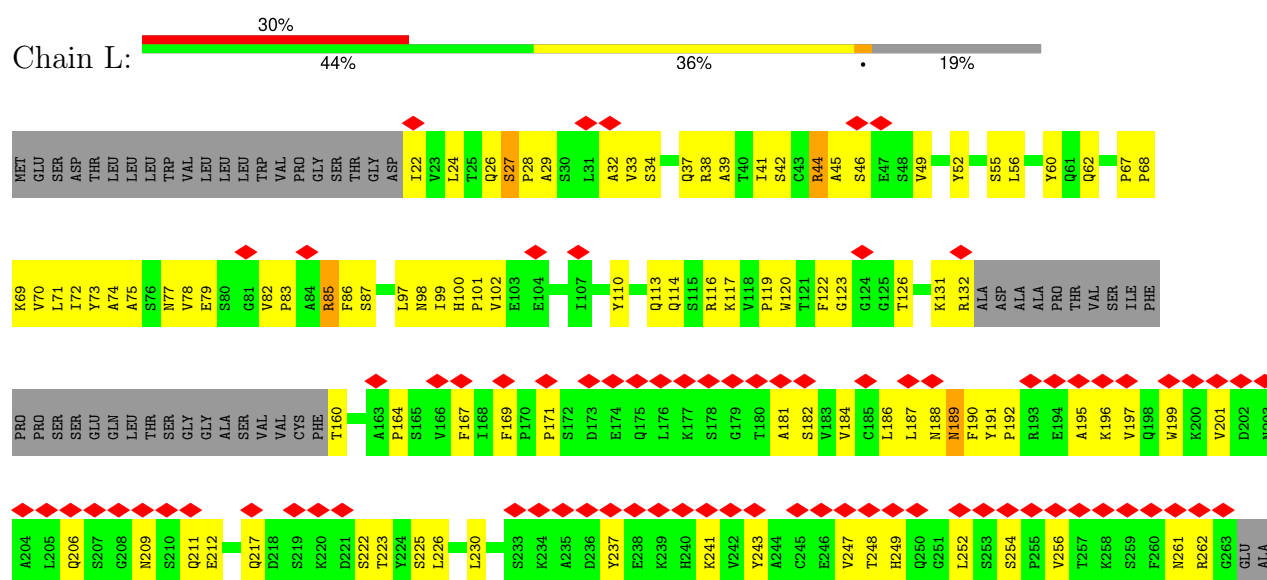 30%
Chain L:
44% 36% • 19%
MET GLU SER ASP THR LEU LEU LEU TRP VAL LEU LEU LEU TRP VAL PRO GLY SER THR GLY ASP I22 V23 L24 T25 Q26 S27 P28 A29 S30 L31 A32 V33 S34 Q37 R38 A39 T40 I41 S42 C43 R44 A45 S46 E47 S48 V49 Y52 S55 L56 Y60 Q61 Q62 P67 P68
K69 V70 L71 I72 Y73 A74 A75 S76 N77 V78 E79 S80 G81 V82 P83 A84 R85 F86 S87 L97 N98 I99 H100 P101 V102 E103 E104 I107 Y110 Q113 Q114 S115 R116 K117 V118 P119 W120 T121 F122 G123 G124 G125 T126 K131 R132 ALA ASP ALA ALA PRO THR VAL SER ILE PHE
PRO PRO SER SER GLU GLN LEU THR SER GLY GLY ALA SER VAL VAL CYS PHE T160 A163 P164 S165 V166 F167 I168 F169 P170 P171 S172 D173 E174 Q175 L176 K177 S178 G179 T180 A181 S182 V183 V184 C185 L186 L187 N188 N189 F190 Y191 P192 R193 E194 A195 K196 V197 Q198 W199 K200 V201 D202 N203
A204 L205 Q206 S207 G208 N209 S210 Q211 E212 Q217 D218 S219 K220 D221 S222 T223 Y224 S225 L226 L230 S233 K234 A235 D236 Y237 E238 K239 H240 K241 V242 Y243 A244 C245 E246 V247 T248 H249 Q250 G251 L252 S253 S254 P255 V256 T257 K258 S259 F260 N261 R262 G263 GLU ALA